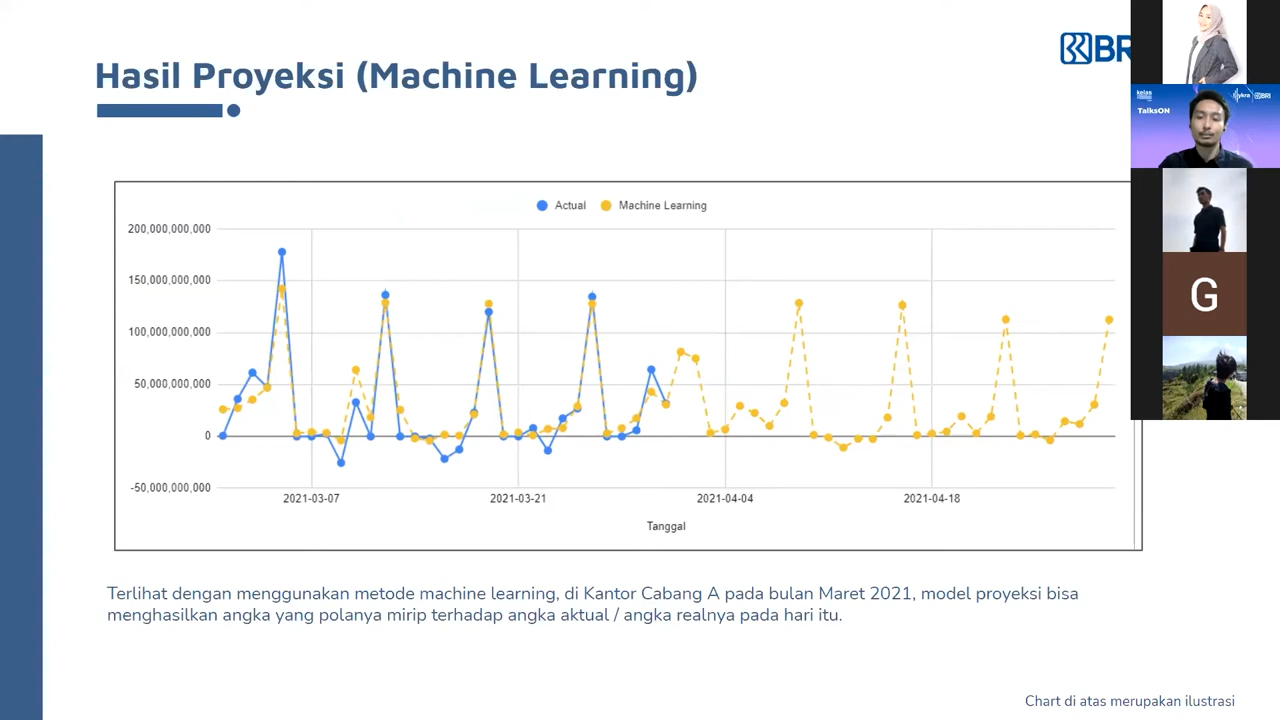 Hasil Proyeksi (Machine Learning)
BR
kelas
TalksON
BRI
G
Actual
Machine Learning
200,000,000,000
150,000,000,000
100,000,000,000
50,000,000,000
0
-50,000,000,000
2021-03-07
2021-03-21
2021-04-04
2021-04-18
Tanggal
Terlihat dengan menggunakan metode machine learning, di Kantor Cabang A pada bulan Maret 2021, model proyeksi bisa
menghasilkan angka yang polanya mirip terhadap angka aktual / angka realnya pada hari itu.
Chart di atas merupakan ilustrasi